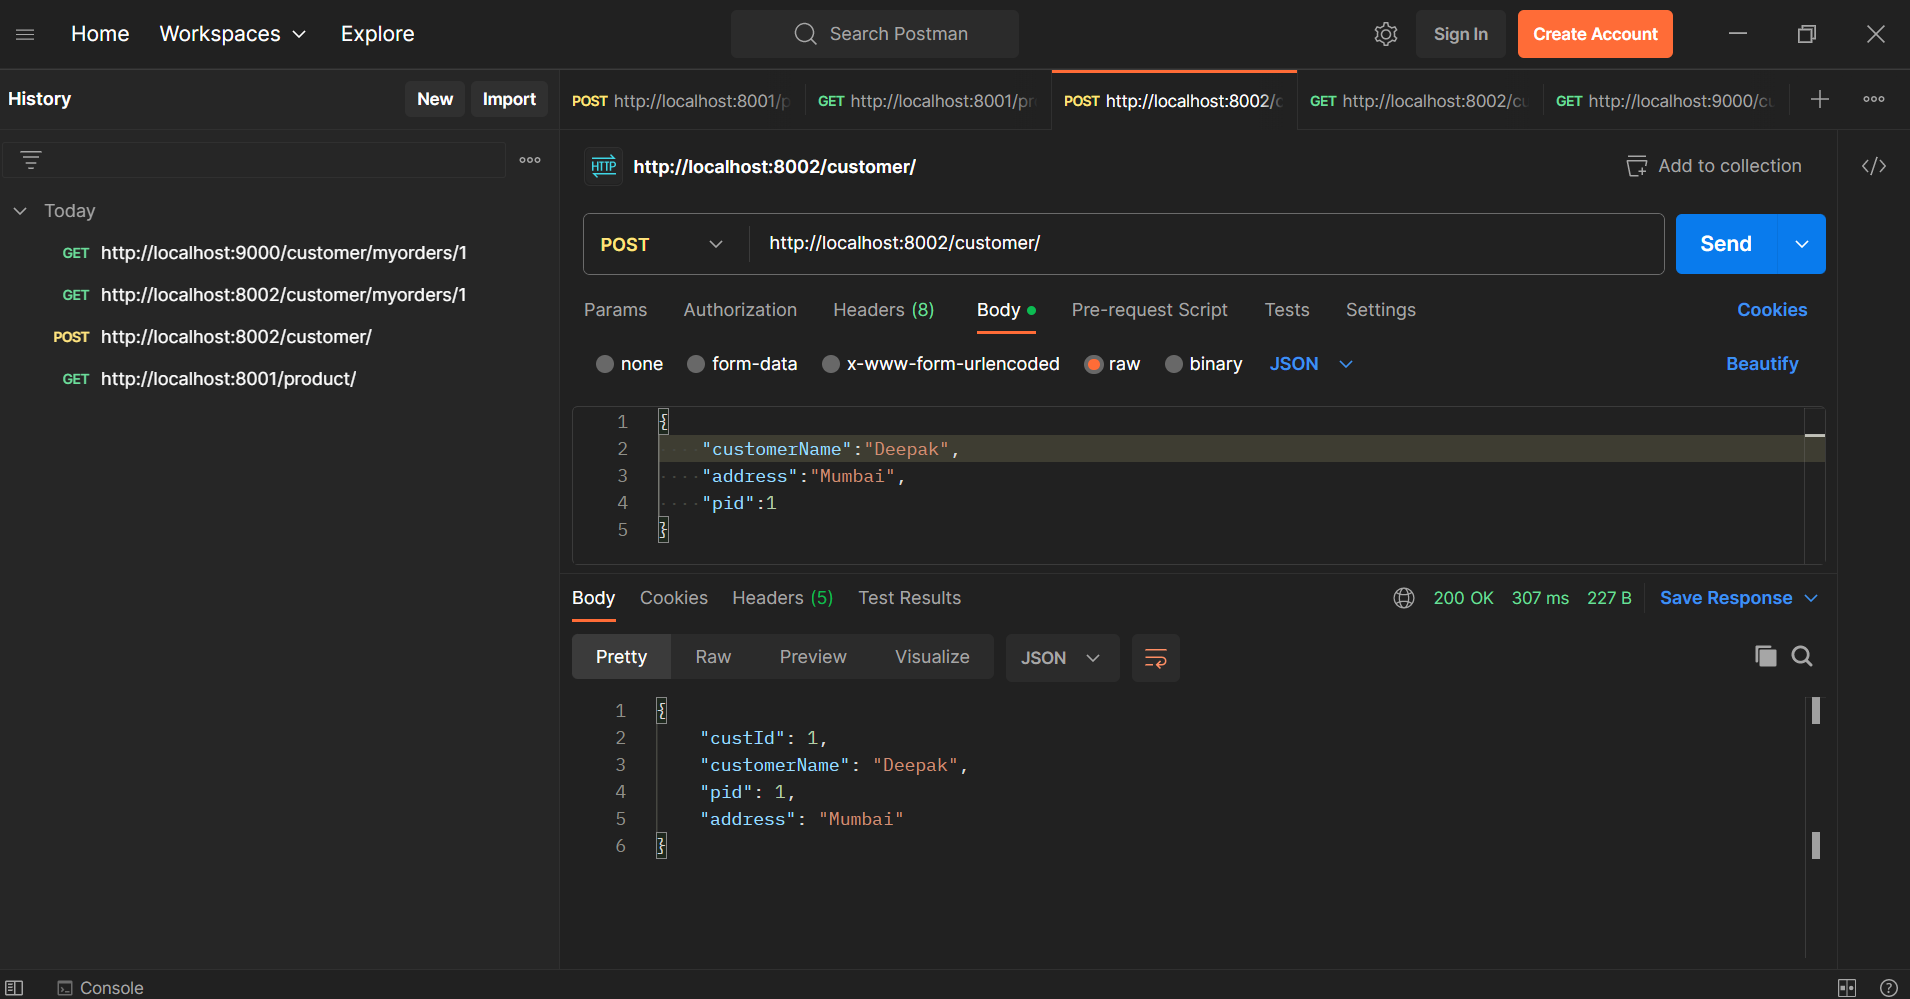 Home Workspaces Explore Search Postman Sign In Create Account
History New Import
POST http://localhost:8001/p GET http://localhost:8001/pr POST http://localhost:8002/c GET http://localhost:8002/cu GET http://localhost:9000/cu
HTTP http://localhost:8002/customer/ Add to collection </>
Today
GET http://localhost:9000/customer/myorders/1
GET http://localhost:8002/customer/myorders/1
POST http://localhost:8002/customer/
GET http://localhost:8001/product/
POST http://localhost:8002/customer/ Send
Params Authorization Headers (8) Body Pre-request Script Tests Settings Cookies
none form-data x-www-form-urlencoded raw binary JSON Beautify
1 {
2 "customerName":"Deepak",
3 "address":"Mumbai",
4 "pid":1
5 }
Body Cookies Headers (5) Test Results 200 OK 307 ms 227 B Save Response
Pretty Raw Preview Visualize JSON
1 {
2 "custId": 1,
3 "customerName": "Deepak",
4 "pid": 1,
5 "address": "Mumbai"
6 }
Console